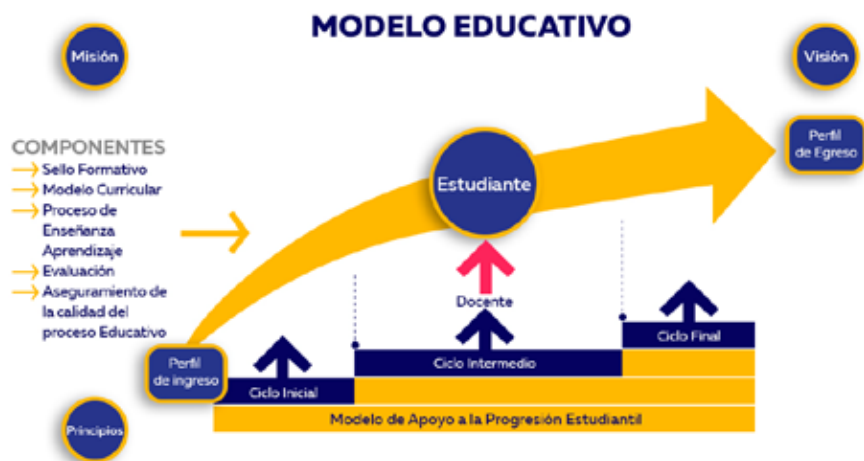 MODELO EDUCATIVO
Misión
Visión
Perfil
de Egreso
COMPONENTES
Sello Formativo
Modelo Curricular
Proceso de
Enseñanza
Aprendizaje
Evaluación
Aseguramiento de
la calidad del
proceso Educativo
Estudiante
Docente
Perfil
de ingreso
Ciclo Inicial
Ciclo Intermedio
Ciclo Final
Modelo de Apoyo a la Progresión Estudiantil
Principios